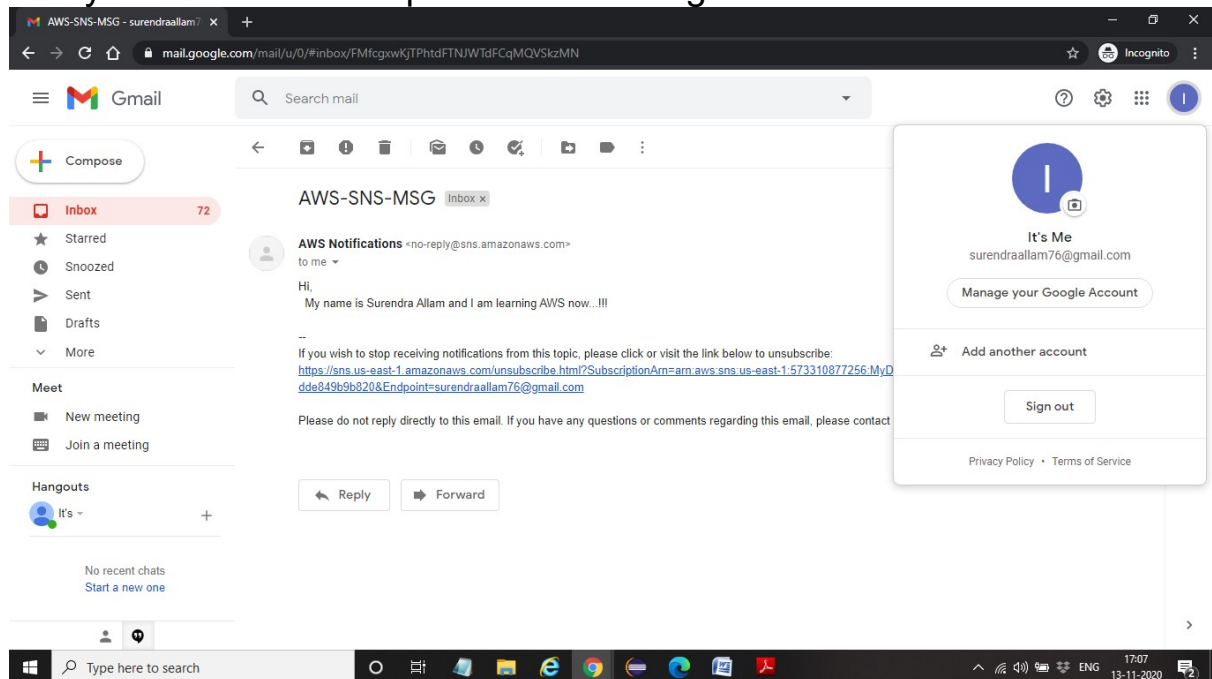 AWS-SNS-MSG - surendraallam7
mail.google.com/mail/u/0/#inbox/FMfcgxwKjTPhtdFTNJWTdFCqMQVSkzMN
Incognito
Gmail
Search mail
I
Compose
AWS-SNS-MSG Inbox x
I
Inbox 72
Starred
AWS Notifications <no-reply@sns.amazonaws.com>
to me
It's Me
surendraallam76@gmail.com
Snoozed
Hi,
Sent
My name is Surendra Allam and I am learning AWS now...!!!
Manage your Google Account
Drafts
--
More
If you wish to stop receiving notifications from this topic, please click or visit the link below to unsubscribe:
Add another account
https://sns.us-east-1.amazonaws.com/unsubscribe.html?SubscriptionArn=arn:aws:sns:us-east-1:573310877256:MyD
dde849b9b820&Endpoint=surendraallam76@gmail.com
Meet
New meeting
Please do not reply directly to this email. If you have any questions or comments regarding this email, please contact
Sign out
Join a meeting
Privacy Policy • Terms of Service
Hangouts
Reply
Forward
It's
No recent chats
Start a new one
Type here to search
ENG
17:07
13-11-2020
2